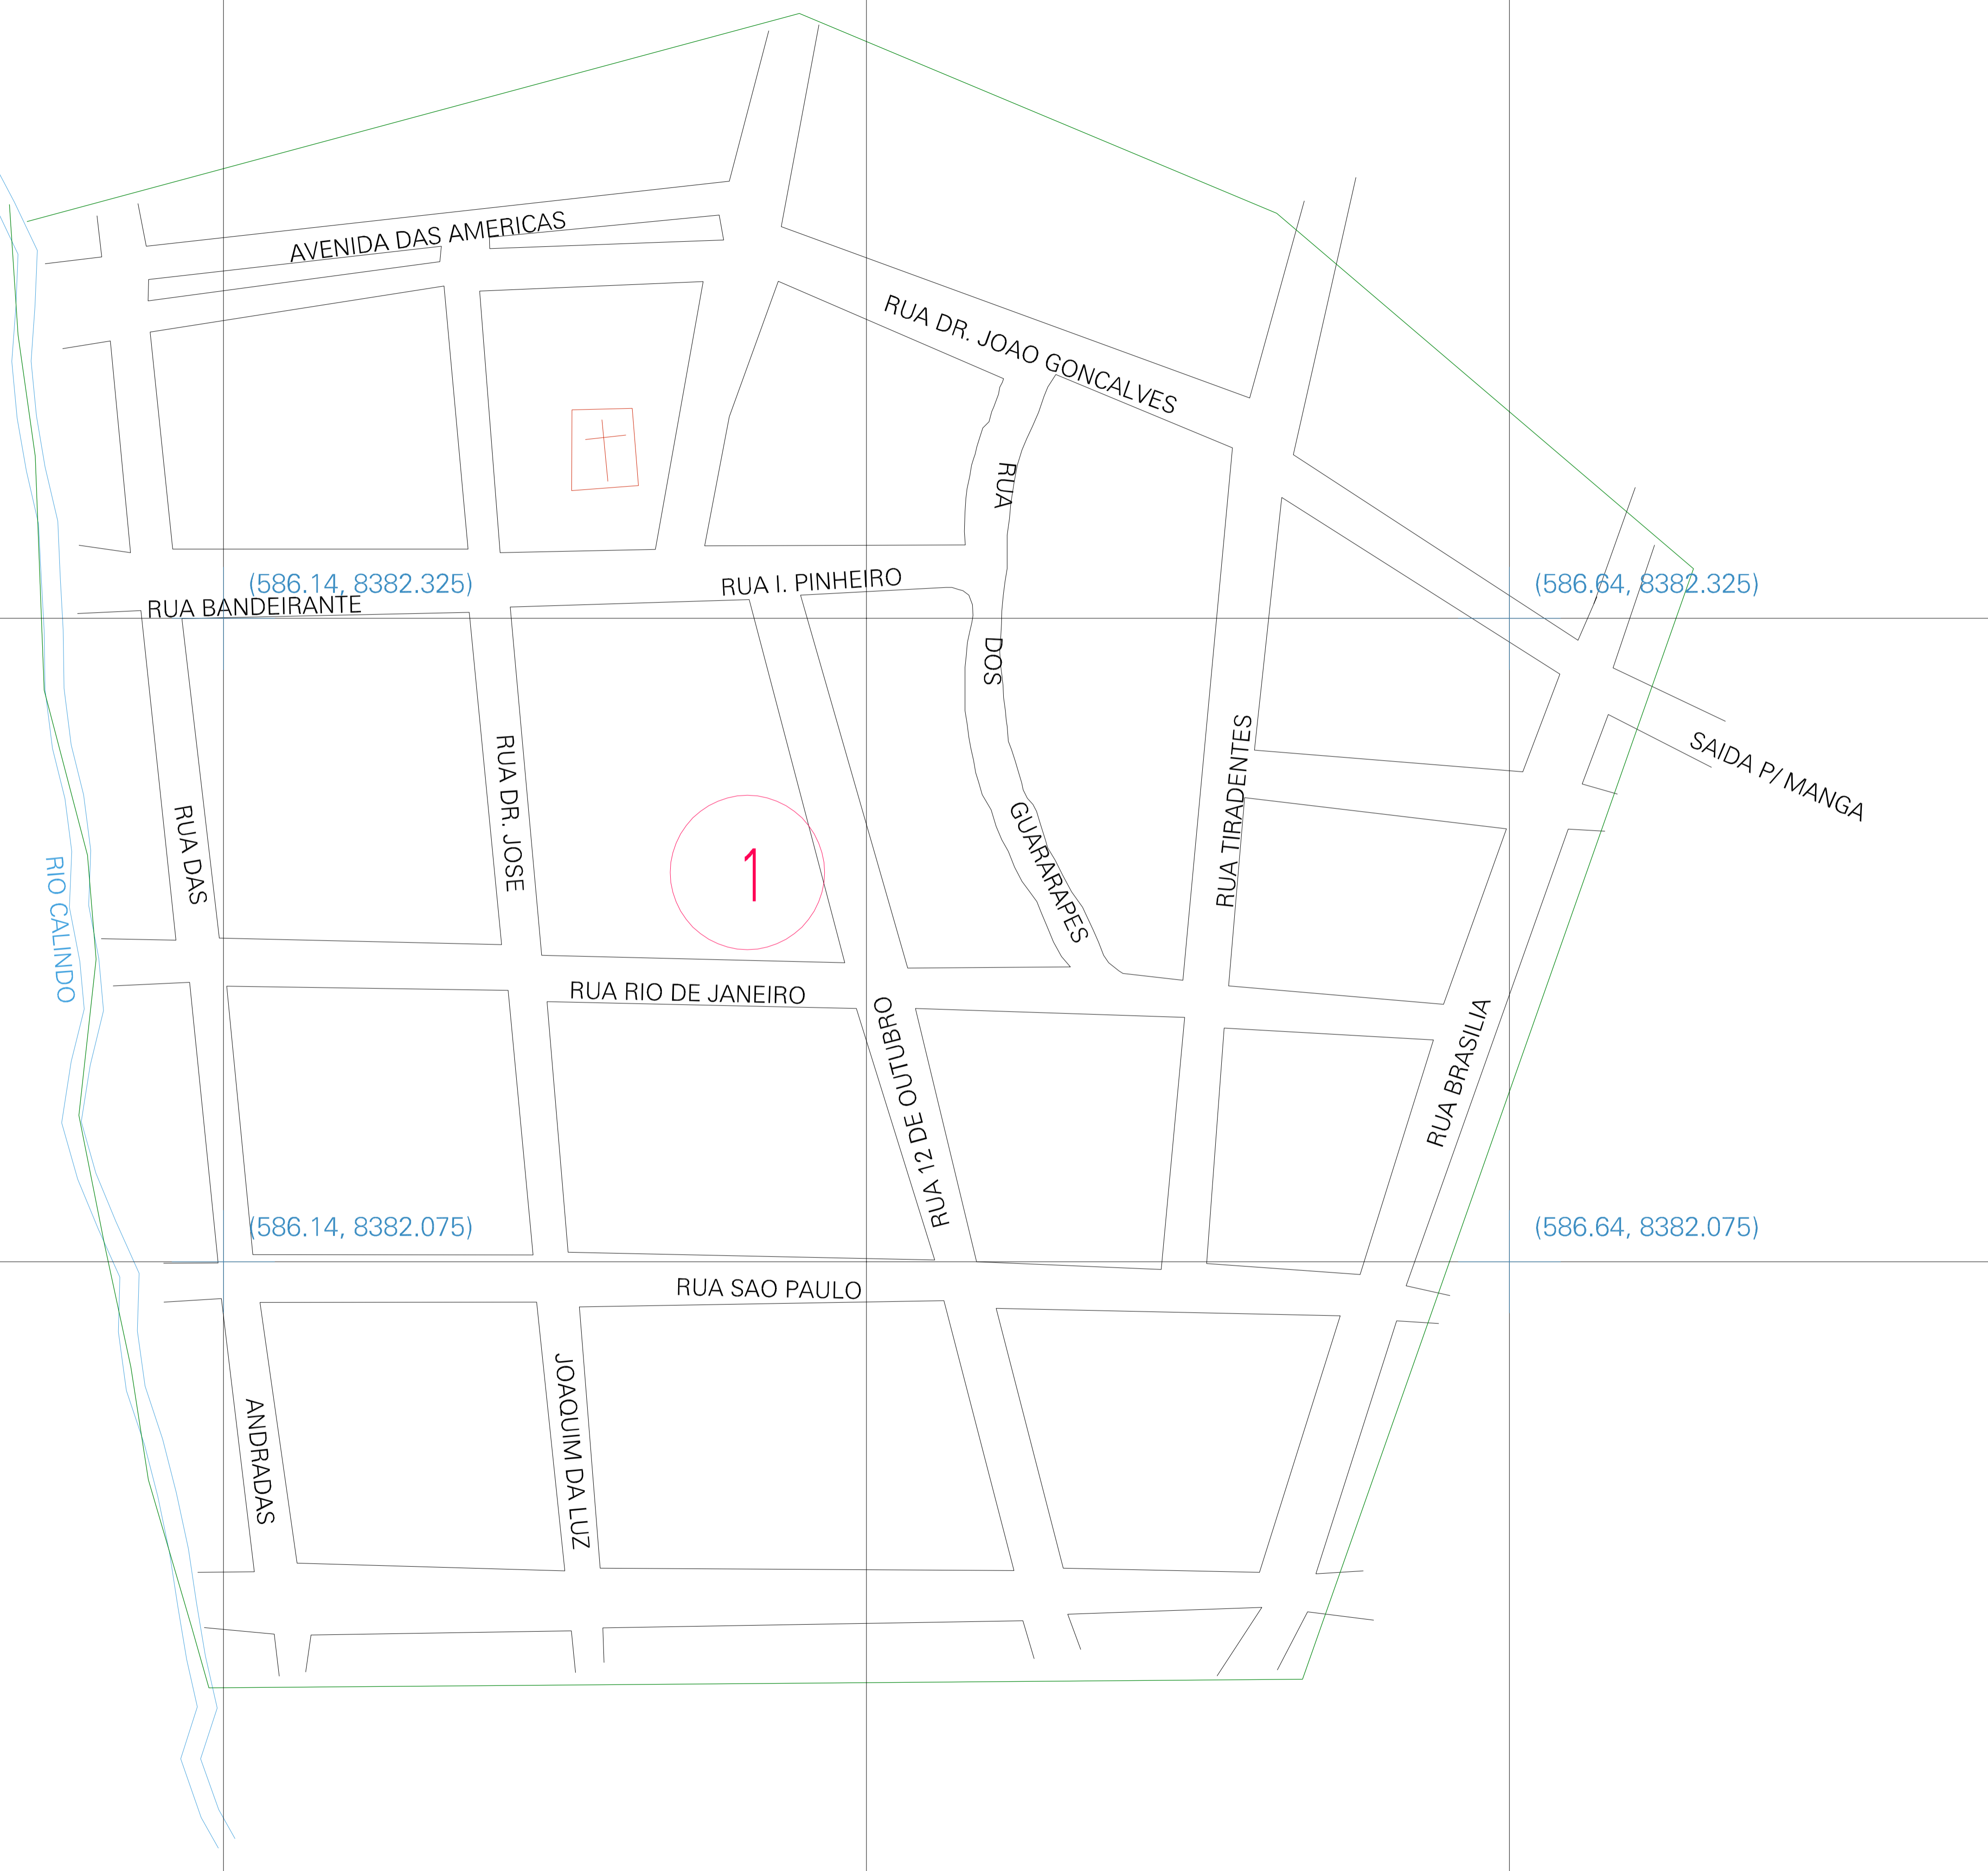 AVENIDA DAS AMERICAS
RUA DR. JOAO GONCALVES
RUA
(586.14, 8382.325)
RUA I. PINHEIRO
(586.64, 8382.325)
RUA BANDEIRANTE
DOS
SAIDA P/ MANGA
RUA DR. JOSE
RUA TIRADENTES
RUA DAS
GUARARAPES
1
RIO CALINDO
RUA RIO DE JANEIRO
RUA 12 DE OUTUBRO
RUA BRASILIA
(586.14, 8382.075)
(586.64, 8382.075)
RUA SAO PAULO
JOAQUIM DA LUZ
ANDRADAS